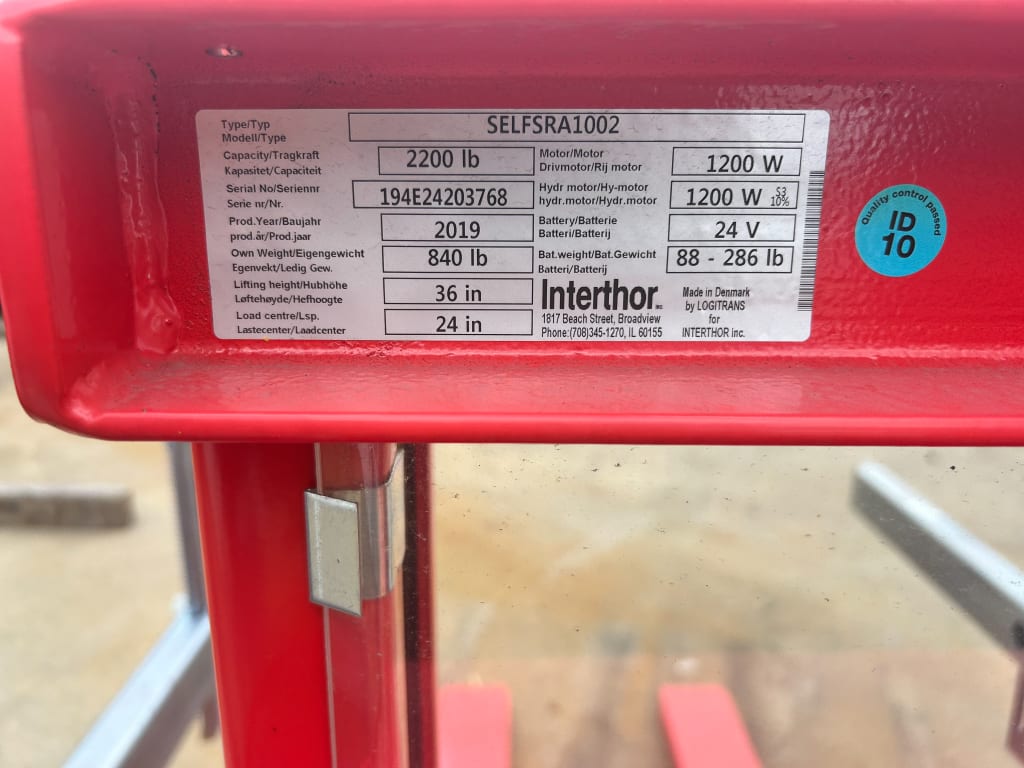 Type/Typ
Modell/Type
SELFSRA1002
Capacity/Tragkraft
Kapasitet/Capaciteit
2200 lb
Motor/Motor
Drivmotor/Rij motor
1200 W
Serial No/Seriennr
Serie nr/Nr.
194E24203768
Hydr motor/Hy-motor
hydr.motor/Hydr.motor
1200 W S3 10%
Prod.Year/Baujahr
prod.år/Prod.jaar
2019
Battery/Batterie
Batteri/Batterij
24 V
Own Weight/Eigengewicht
Egenvekt/Ledig Gew.
840 lb
Bat.weight/Bat.Gewicht
Batteri/Batterij
88 - 286 lb
Lifting height/Hubhöhe
Løftehøyde/Hefhoogte
36 in
Load centre/Lsp.
Lastecenter/Laadcenter
24 in
Interthor INC.
1817 Beach Street, Broadview
Phone:(708)345-1270, IL 60155
Made in Denmark
by LOGITRANS
for
INTERTHOR inc.
Quality control passed
ID
10